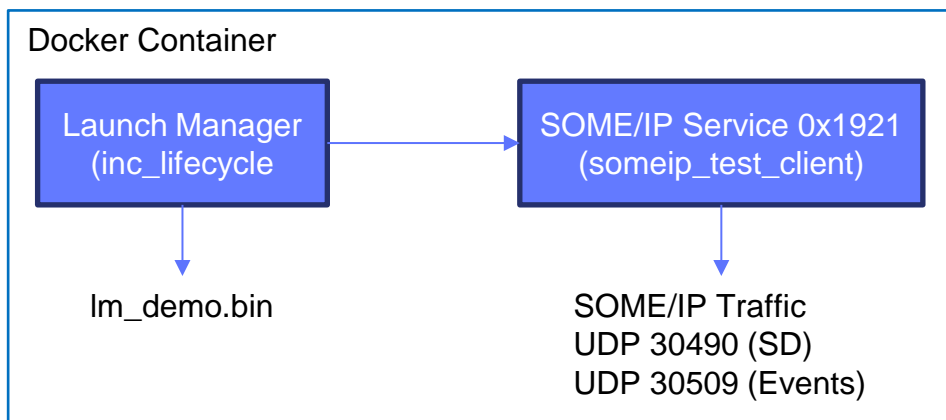 Docker Container
Launch Manager
(inc_lifecycle
SOME/IP Service 0x1921
(someip_test_client)
lm_demo.bin
SOME/IP Traffic
UDP 30490 (SD)
UDP 30509 (Events)